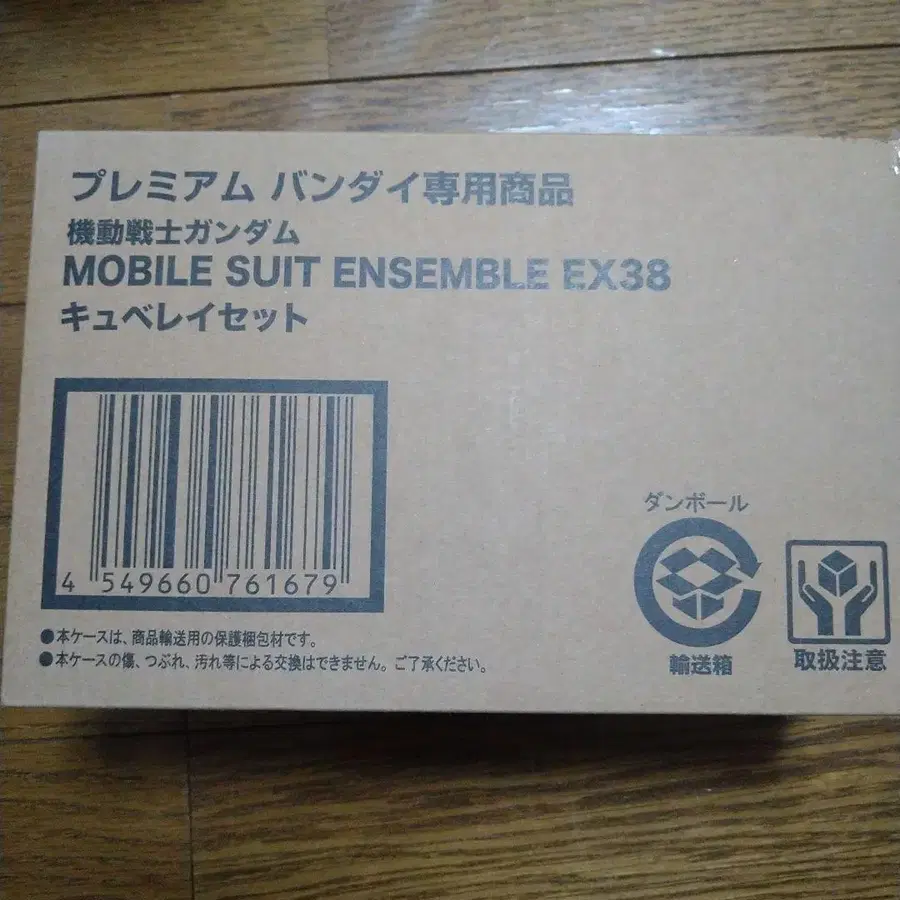 プレミアム バンダイ専用商品
機動戦士ガンダム
MOBILE SUIT ENSEMBLE EX38
キュベレイセット
4 549660 761679
●本ケースは、商品輸送用の保護梱包材です。
●本ケースの傷、つぶれ、汚れ等による交換はできません。ご了承ください。
ダンボール
輸送箱
取扱注意